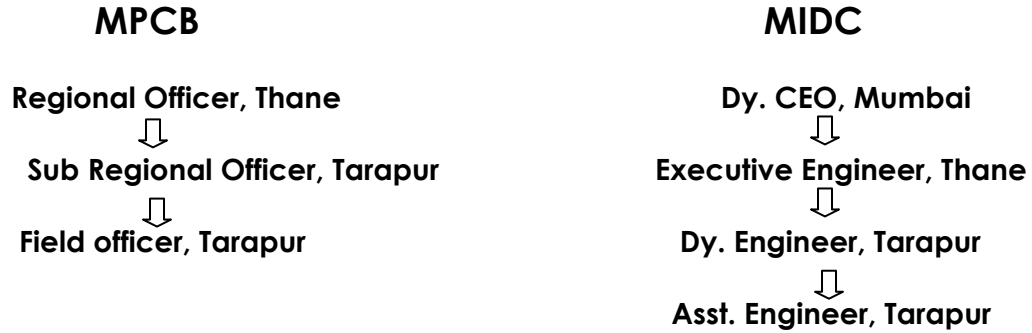 MPCB
Regional Officer, Thane
Sub Regional Officer, Tarapur
Field officer, Tarapur
MIDC
Dy. CEO, Mumbai
Executive Engineer, Thane
Dy. Engineer, Tarapur
Asst. Engineer, Tarapur